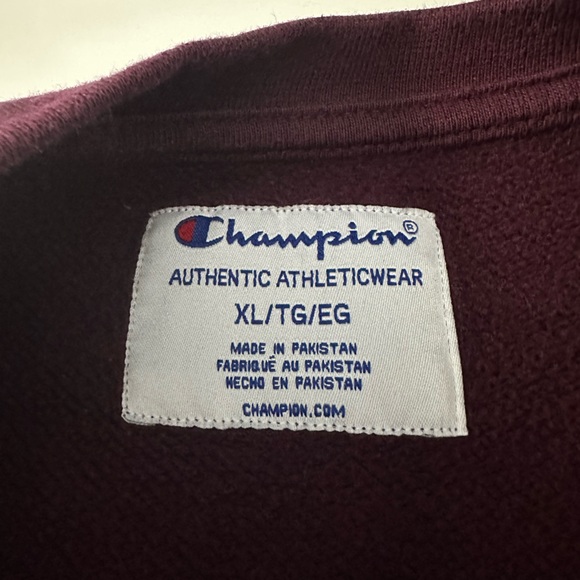 Champion®
AUTHENTIC ATHLETICWEAR
XL/TG/EG
MADE IN PAKISTAN
FABRIQUÉ AU PAKISTAN
HECHO EN PAKISTAN
CHAMPION.COM